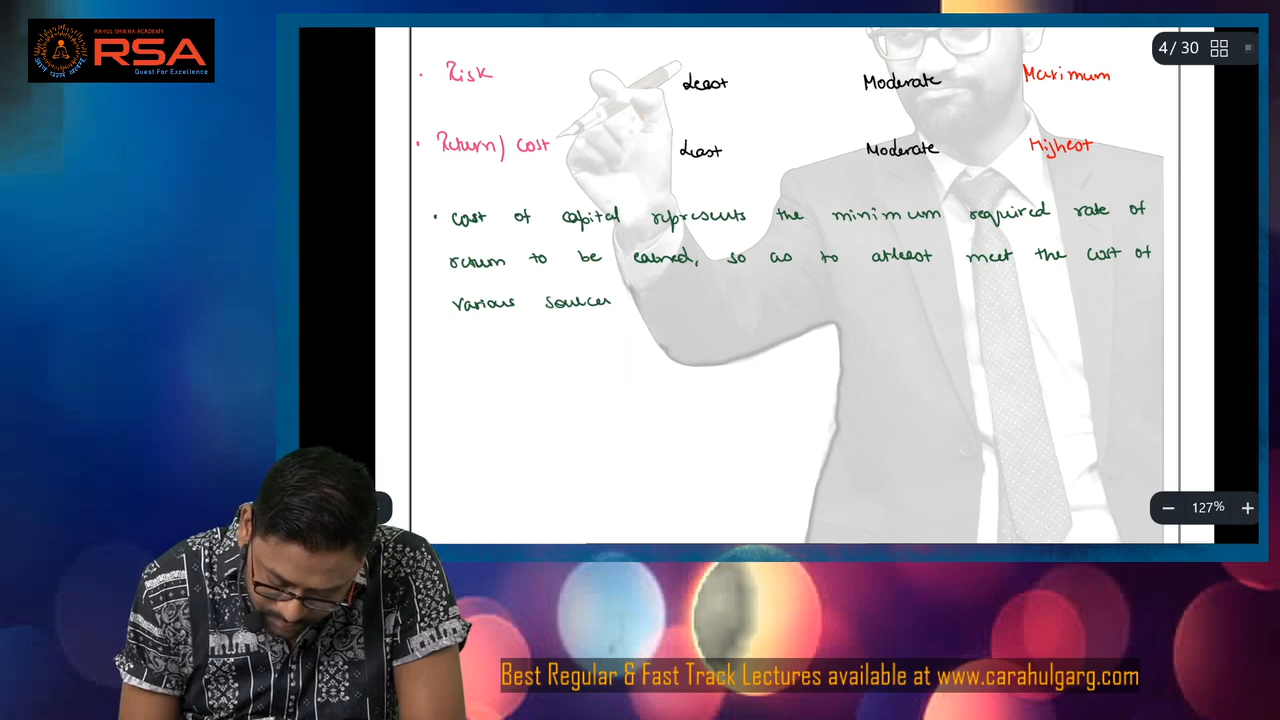 RAHUL SHIKHA ACADEMY
RSA
Quest For Excellence
4 / 30
Risk Least Moderate Maximum
Return / Cost Least Moderate Highest
Cost of capital represents the minimum required rate of
return to be earned, so as to atleast meet the cost of
various sources
127%
Best Regular & Fast Track Lectures available at www.carahulgarg.com